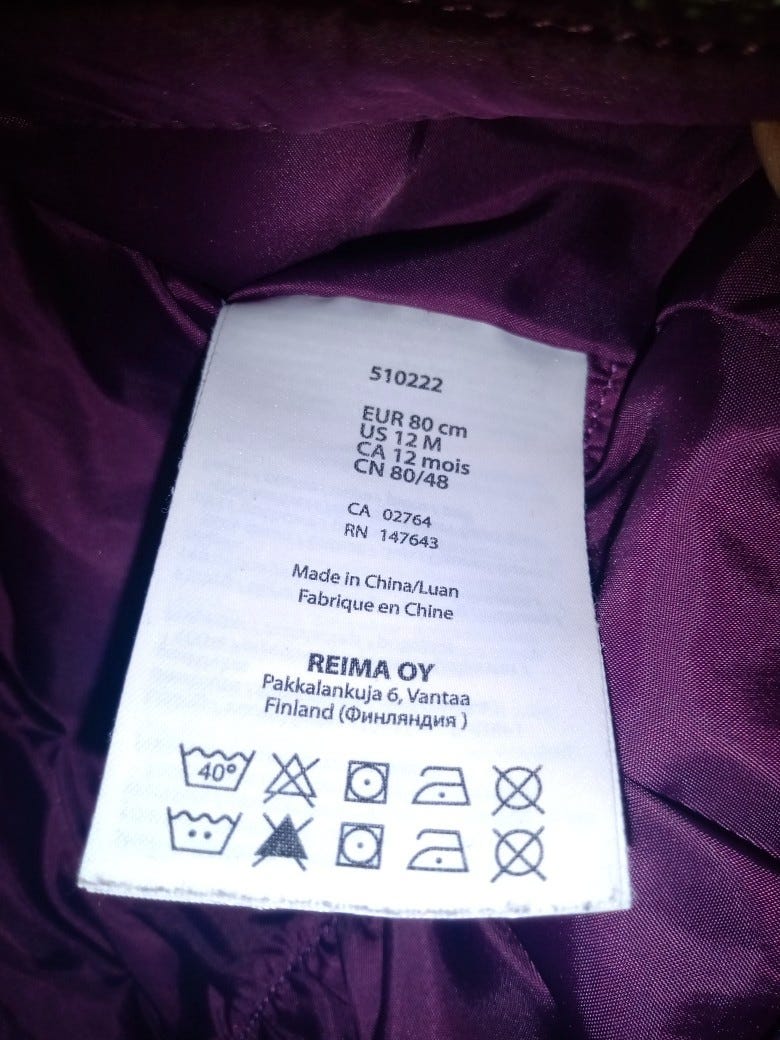 510222
EUR 80 cm
US 12 M
CA 12 mois
CN 80/48
CA 02764
RN 147643
Made in China/Luan
Fabrique en Chine
REIMA OY
Pakkalankuja 6, Vantaa
Finland (Финляндия )
40°